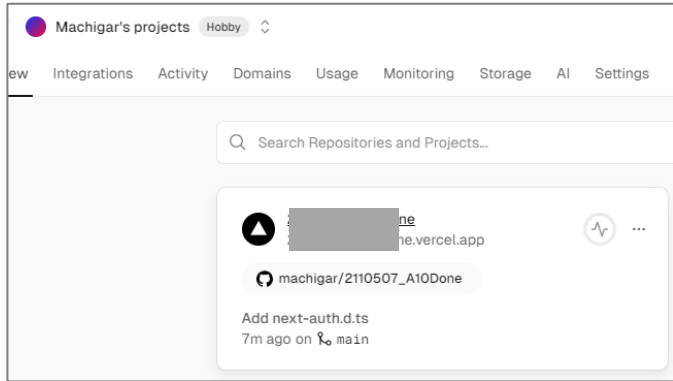 Machigar's projects Hobby
ew Integrations Activity Domains Usage Monitoring Storage AI Settings
Search Repositories and Projects...
ne
ne.vercel.app
machigar/2110507_A10Done
Add next-auth.d.ts
7m ago on main